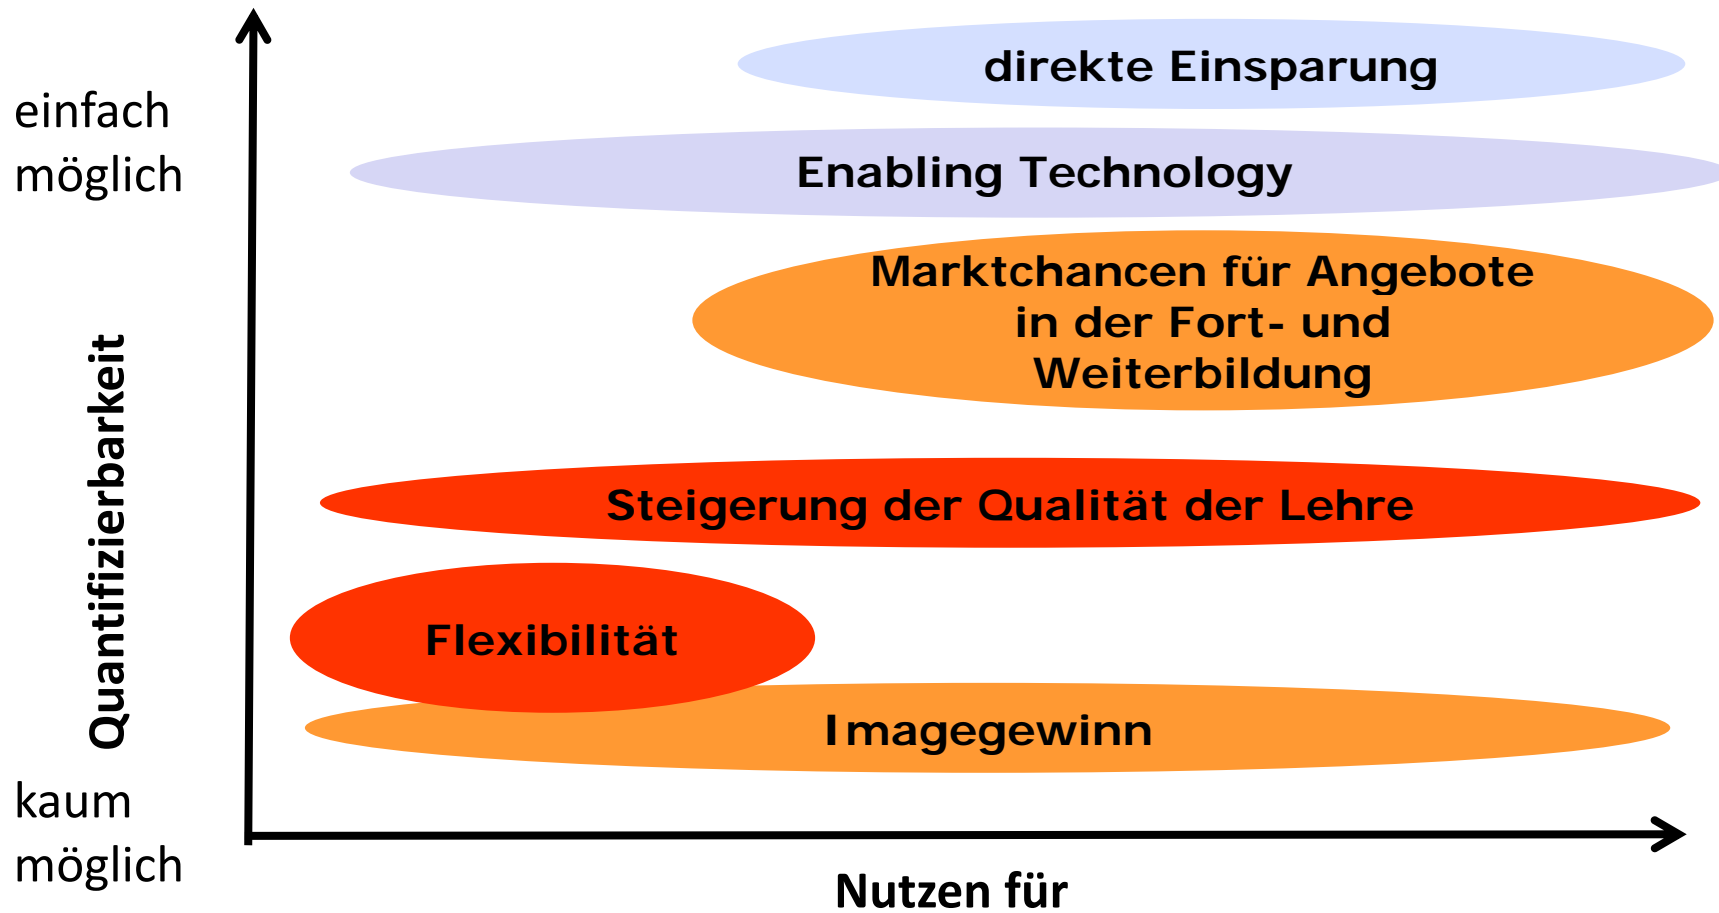 direkte Einsparung
einfach
möglich
Enabling Technology
Marktchancen für Angebote
in der Fort- und
Weiterbildung
Quantifizierbarkeit
Steigerung der Qualität der Lehre
Flexibilität
Imagegewinn
kaum
möglich
Nutzen für